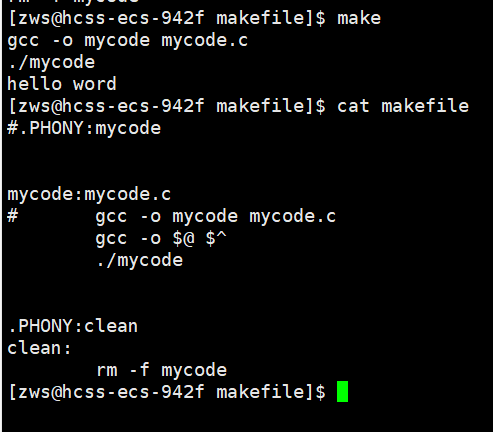 rm -f mycode
[zws@hcss-ecs-942f makefile]$ make
gcc -o mycode mycode.c
./mycode
hello word
[zws@hcss-ecs-942f makefile]$ cat makefile
#.PHONY:mycode
mycode:mycode.c
#       gcc -o mycode mycode.c
        gcc -o $@ $^
        ./mycode
.PHONY:clean
clean:
        rm -f mycode
[zws@hcss-ecs-942f makefile]$